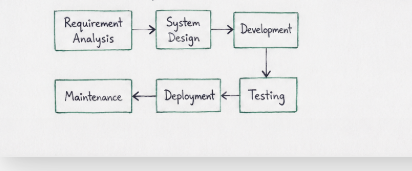 Requirement
Analysis
System
Design
Development
Testing
Deployment
Maintenance